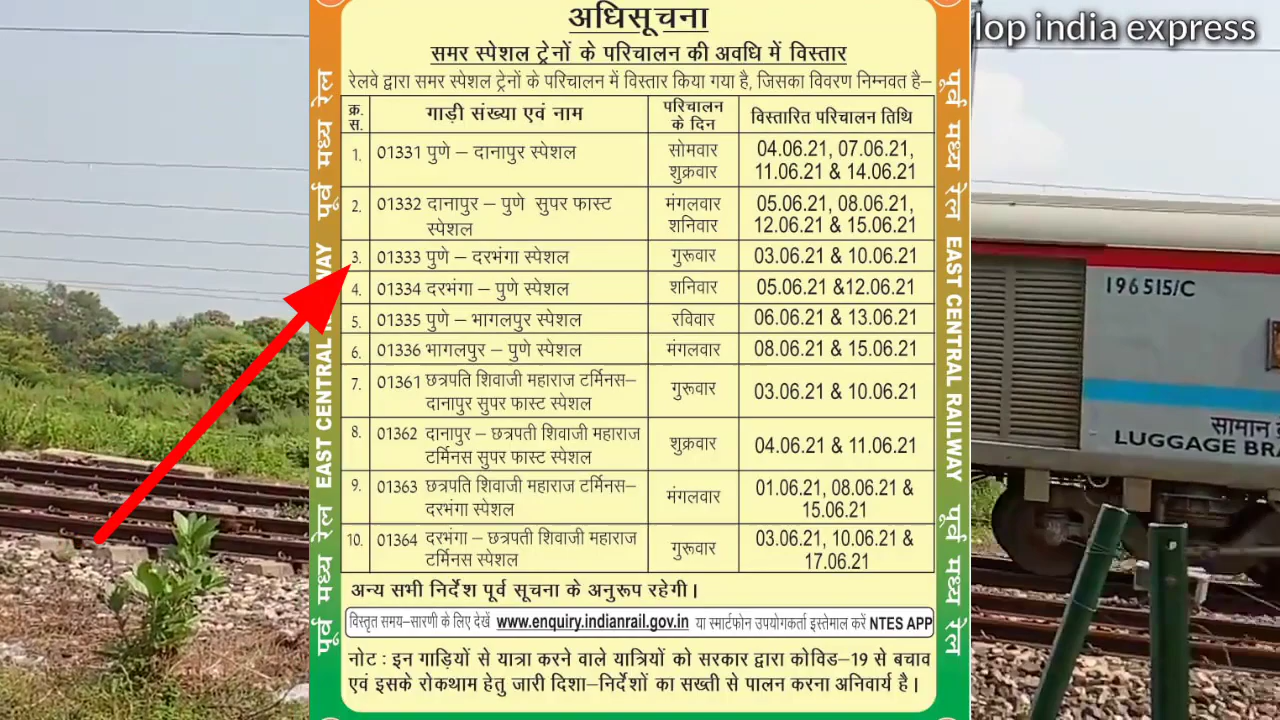 lop india express
अधिसूचना
समर स्पेशल ट्रेनों के परिचालन की अवधि में विस्तार
रेलवे द्वारा समर स्पेशल ट्रेनों के परिचालन में विस्तार किया गया है, जिसका विवरण निम्नवत है–
क्र. स. गाड़ी संख्या एवं नाम परिचालन के दिन विस्तारित परिचालन तिथि
1. 01331 पुणे – दानापुर स्पेशल सोमवार 04.06.21, 07.06.21,
शुक्रवार 11.06.21 & 14.06.21
2. 01332 दानापुर – पुणे सुपर फास्ट मंगलवार 05.06.21, 08.06.21,
स्पेशल शनिवार 12.06.21 & 15.06.21
3. 01333 पुणे – दरभंगा स्पेशल गुरूवार 03.06.21 & 10.06.21
4. 01334 दरभंगा – पुणे स्पेशल शनिवार 05.06.21 &12.06.21
5. 01335 पुणे – भागलपुर स्पेशल रविवार 06.06.21 & 13.06.21
6. 01336 भागलपुर – पुणे स्पेशल मंगलवार 08.06.21 & 15.06.21
7. 01361 छत्रपति शिवाजी महाराज टर्मिनस– गुरूवार 03.06.21 & 10.06.21
दानापुर सुपर फास्ट स्पेशल
8. 01362 दानापुर – छत्रपती शिवाजी महाराज शुक्रवार 04.06.21 & 11.06.21
टर्मिनस सुपर फास्ट स्पेशल
9. 01363 छत्रपति शिवाजी महाराज टर्मिनस– मंगलवार 01.06.21, 08.06.21 &
दरभंगा स्पेशल 15.06.21
10. 01364 दरभंगा – छत्रपती शिवाजी महाराज गुरूवार 03.06.21, 10.06.21 &
टर्मिनस स्पेशल 17.06.21
अन्य सभी निर्देश पूर्व सूचना के अनुरूप रहेगी।
विस्तृत समय–सारणी के लिए देखें www.enquiry.indianrail.gov.in या स्मार्टफोन उपयोगकर्ता इस्तेमाल करें NTES APP
नोट : इन गाड़ियों से यात्रा करने वाले यात्रियों को सरकार द्वारा कोविड–19 से बचाव
एवं इसके रोकथाम हेतु जारी दिशा–निर्देशों का सख्ती से पालन करना अनिवार्य है।
पूर्व मध्य रेल
EAST CENTRAL RAILWAY
पूर्व मध्य रेल
पूर्व मध्य रेल
EAST CENTRAL RAILWAY
पूर्व मध्य रेल
196515/C
सामान
LUGGAGE BRA